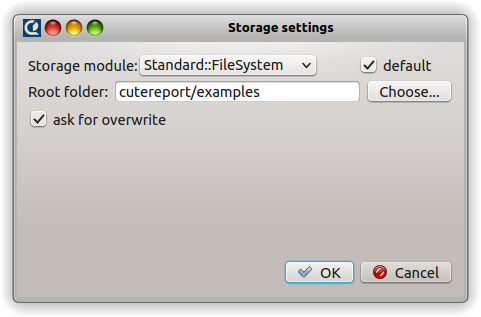 Storage settings
Storage module: Standard::FileSystem default
Root folder: cutereport/examples Choose...
ask for overwrite
OK Cancel